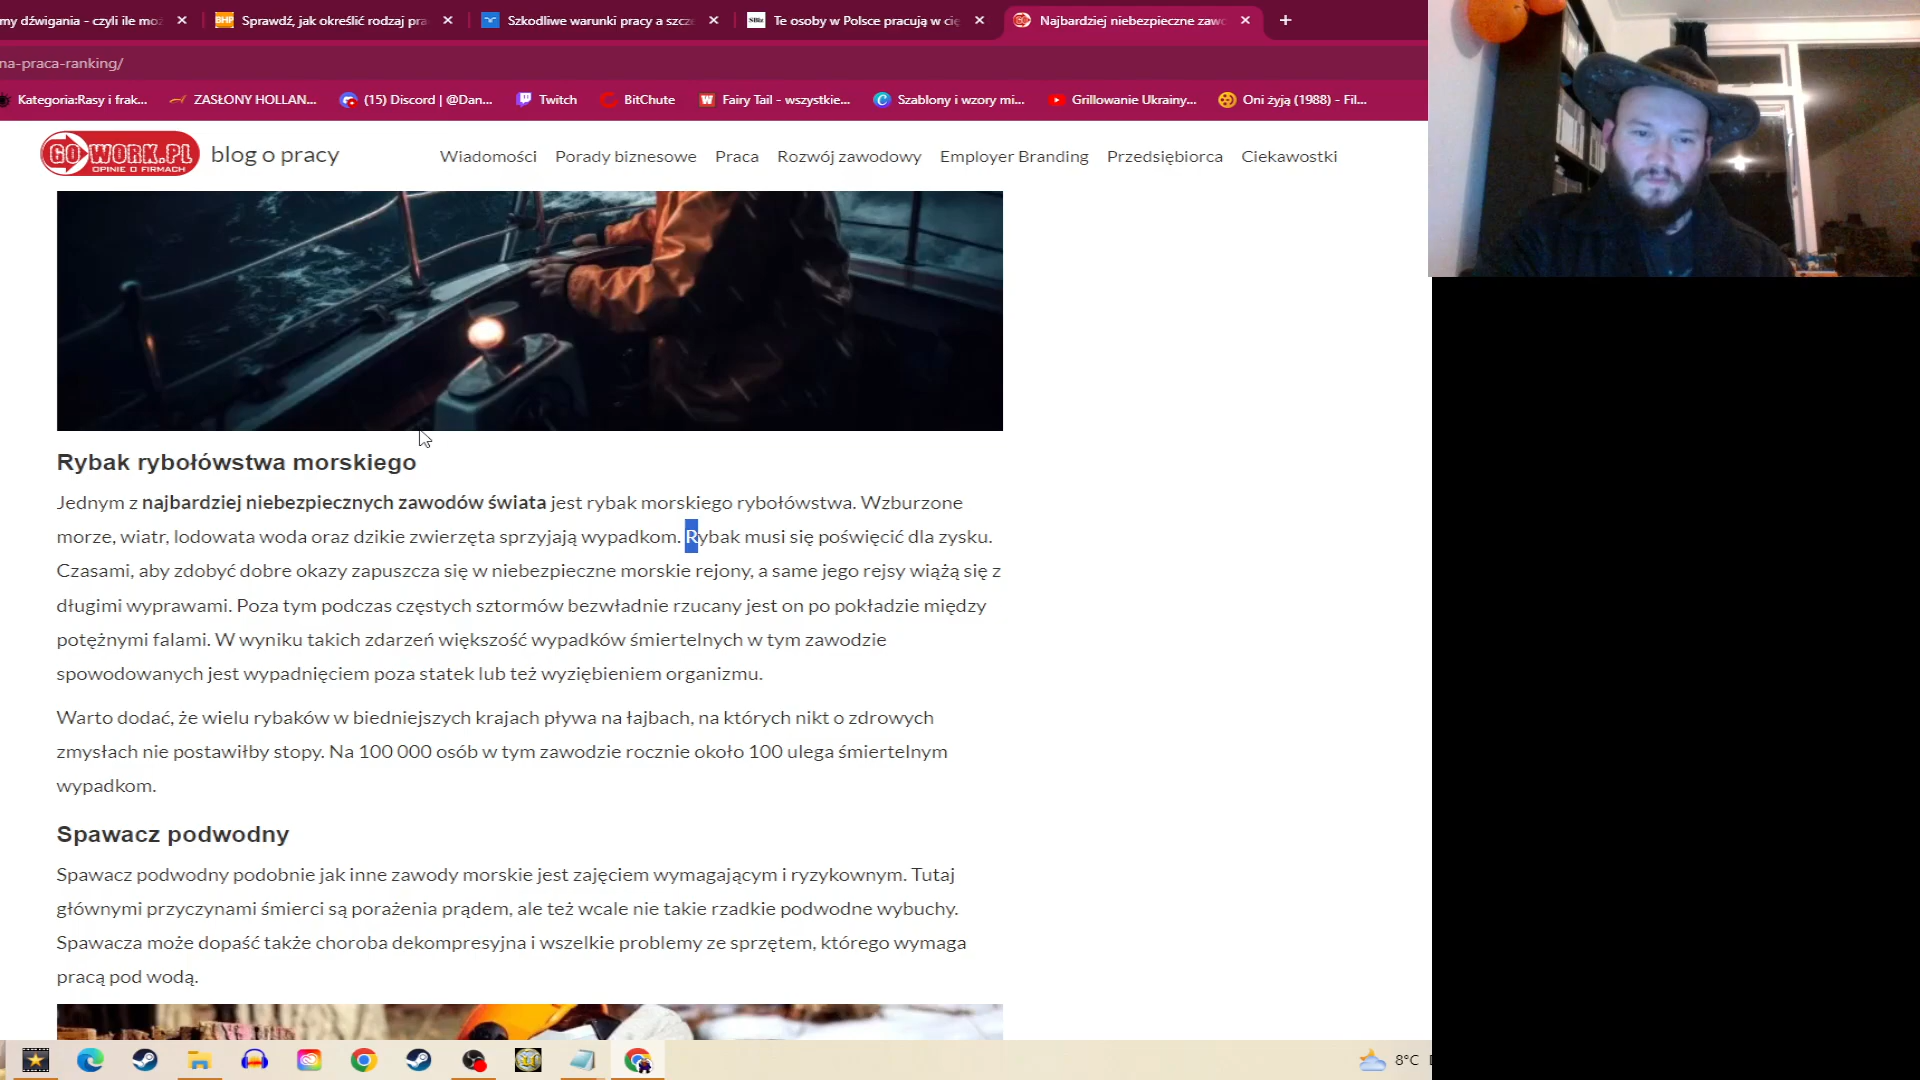 my dźwigania - czyli ile moż
Sprawdź, jak określić rodzaj pra
Szkodliwe warunki pracy a szcze
Te osoby w Polsce pracują w cię
Najbardziej niebezpieczne zawo
na-praca-ranking/
Kategoria:Rasy i frak...
ZASŁONY HOLLAN...
(15) Discord | @Dan...
Twitch
BitChute
Fairy Tail - wszystkie...
Szablony i wzory mi...
Grillowanie Ukrainy...
Oni żyją (1988) - Fil...
GO WORK.PL
OPINIE O FIRMACH
blog o pracy
Wiadomości
Porady biznesowe
Praca
Rozwój zawodowy
Employer Branding
Przedsiębiorca
Ciekawostki
Rybak rybołówstwa morskiego
Jednym z najbardziej niebezpiecznych zawodów świata jest rybak morskiego rybołówstwa. Wzburzone
morze, wiatr, lodowata woda oraz dzikie zwierzęta sprzyjają wypadkom. Rybak musi się poświęcić dla zysku.
Czasami, aby zdobyć dobre okazy zapuszcza się w niebezpieczne morskie rejony, a same jego rejsy wiążą się z
długimi wyprawami. Poza tym podczas częstych sztormów bezwładnie rzucany jest on po pokładzie między
potężnymi falami. W wyniku takich zdarzeń większość wypadków śmiertelnych w tym zawodzie
spowodowanych jest wypadnięciem poza statek lub też wyziębieniem organizmu.
Warto dodać, że wielu rybaków w biedniejszych krajach pływa na łajbach, na których nikt o zdrowych
zmysłach nie postawiłby stopy. Na 100 000 osób w tym zawodzie rocznie około 100 ulega śmiertelnym
wypadkom.
Spawacz podwodny
Spawacz podwodny podobnie jak inne zawody morskie jest zajęciem wymagającym i ryzykownym. Tutaj
głównymi przyczynami śmierci są porażenia prądem, ale też wcale nie takie rzadkie podwodne wybuchy.
Spawacza może dopaść także choroba dekompresyjna i wszelkie problemy ze sprzętem, którego wymaga
pracą pod wodą.
8°C